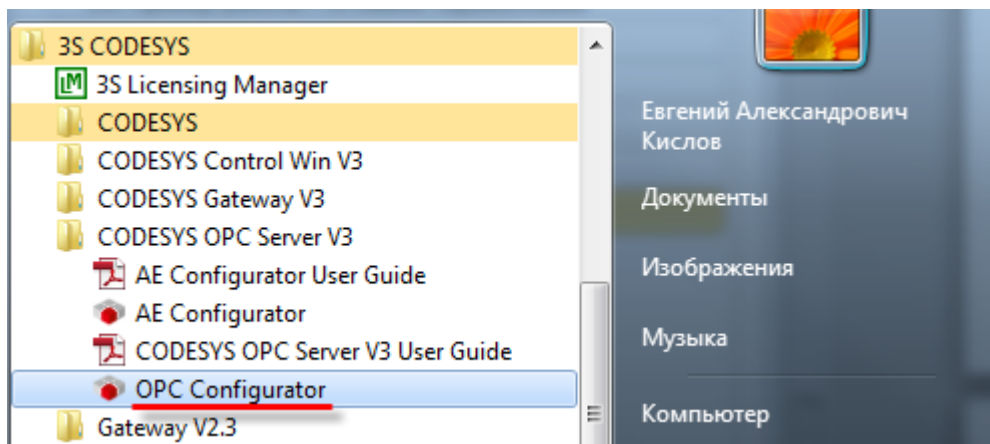 3S CODESYS
3S Licensing Manager
CODESYS
CODESYS Control Win V3
CODESYS Gateway V3
CODESYS OPC Server V3
AE Configurator User Guide
AE Configurator
CODESYS OPC Server V3 User Guide
OPC Configurator
Gateway V2.3
Евгений Александрович
Кислов
Документы
Изображения
Музыка
Компьютер